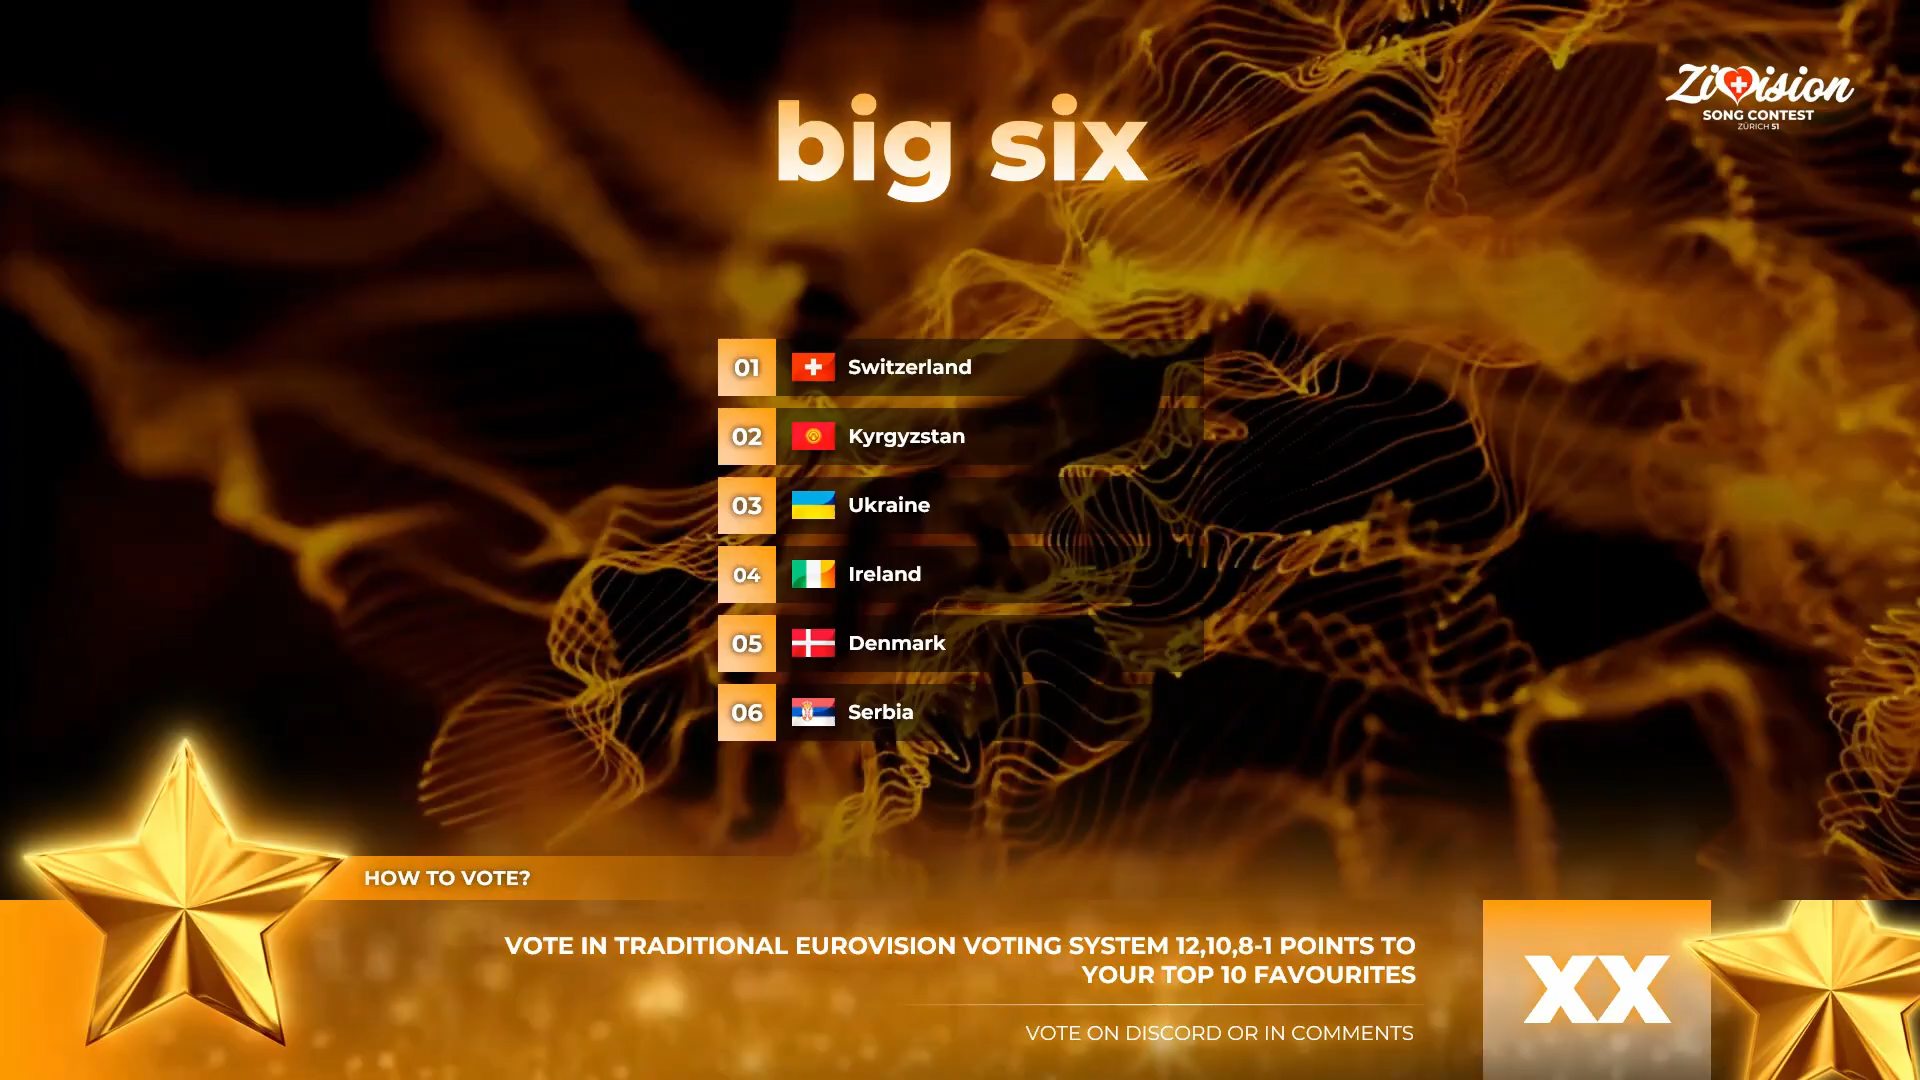 big six
Zivision
SONG CONTEST
ZÜRICH 51
01 Switzerland
02 Kyrgyzstan
03 Ukraine
04 Ireland
05 Denmark
06 Serbia
HOW TO VOTE?
VOTE IN TRADITIONAL EUROVISION VOTING SYSTEM 12,10,8-1 POINTS TO
YOUR TOP 10 FAVOURITES
VOTE ON DISCORD OR IN COMMENTS
XX